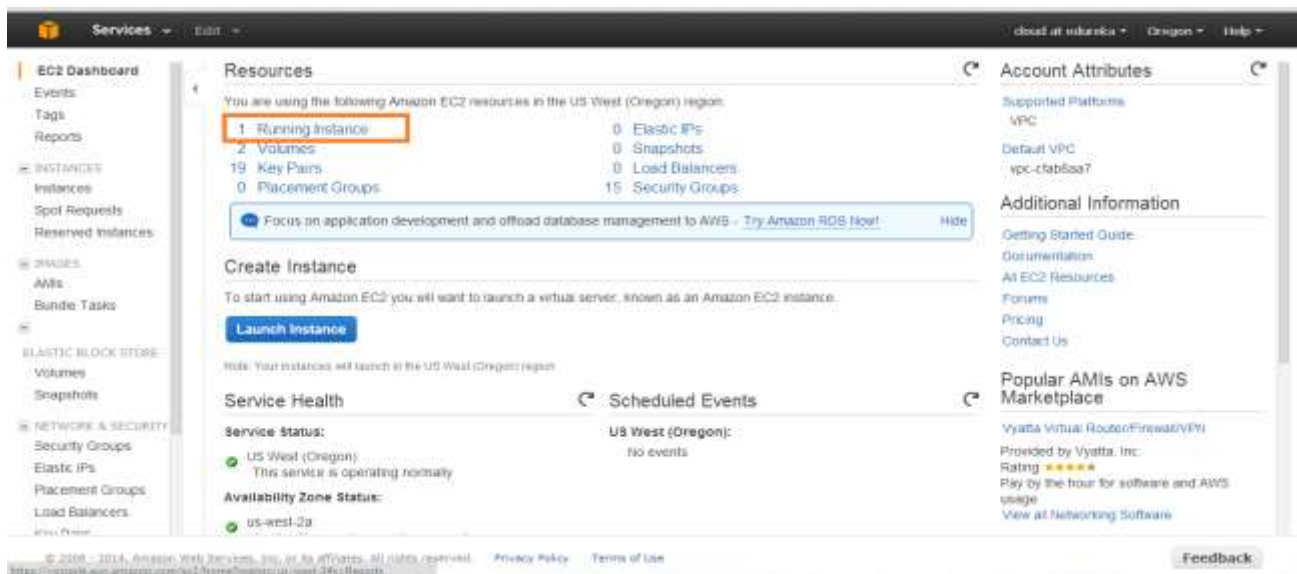 Services
Edit
cloud at edureka
Oregon
Help
EC2 Dashboard
Events
Tags
Reports
INSTANCES
Instances
Spot Requests
Reserved Instances
IMAGES
AMIs
Bundle Tasks
ELASTIC BLOCK STORE
Volumes
Snapshots
NETWORK & SECURITY
Security Groups
Elastic IPs
Placement Groups
Load Balancers
Key Pairs
Resources
You are using the following Amazon EC2 resources in the US West (Oregon) region:
1 Running Instance
0 Elastic IPs
2 Volumes
0 Snapshots
19 Key Pairs
0 Load Balancers
0 Placement Groups
15 Security Groups
Focus on application development and offload database management to AWS - Try Amazon RDS Now!
Hide
Create Instance
To start using Amazon EC2 you will want to launch a virtual server, known as an Amazon EC2 instance.
Launch Instance
Note: Your instances will launch in the US West (Oregon) region
Service Health
Service Status:
US West (Oregon):
This service is operating normally
Availability Zone Status:
us-west-2a
Scheduled Events
US West (Oregon):
No events
Account Attributes
Supported Platforms
VPC
Default VPC
Additional Information
Getting Started Guide
Documentation
All EC2 Resources
Forums
Pricing
Contact Us
Popular AMIs on AWS
Marketplace
Vyatta Virtual Router/Firewall/VPN
Provided by Vyatta, Inc.
Rating
Pay by the hour for software and AWS
usage
View all Networking Software
© 2008 - 2014, Amazon Web Services, Inc. or its affiliates. All rights reserved.
Privacy Policy
Terms of Use
Feedback